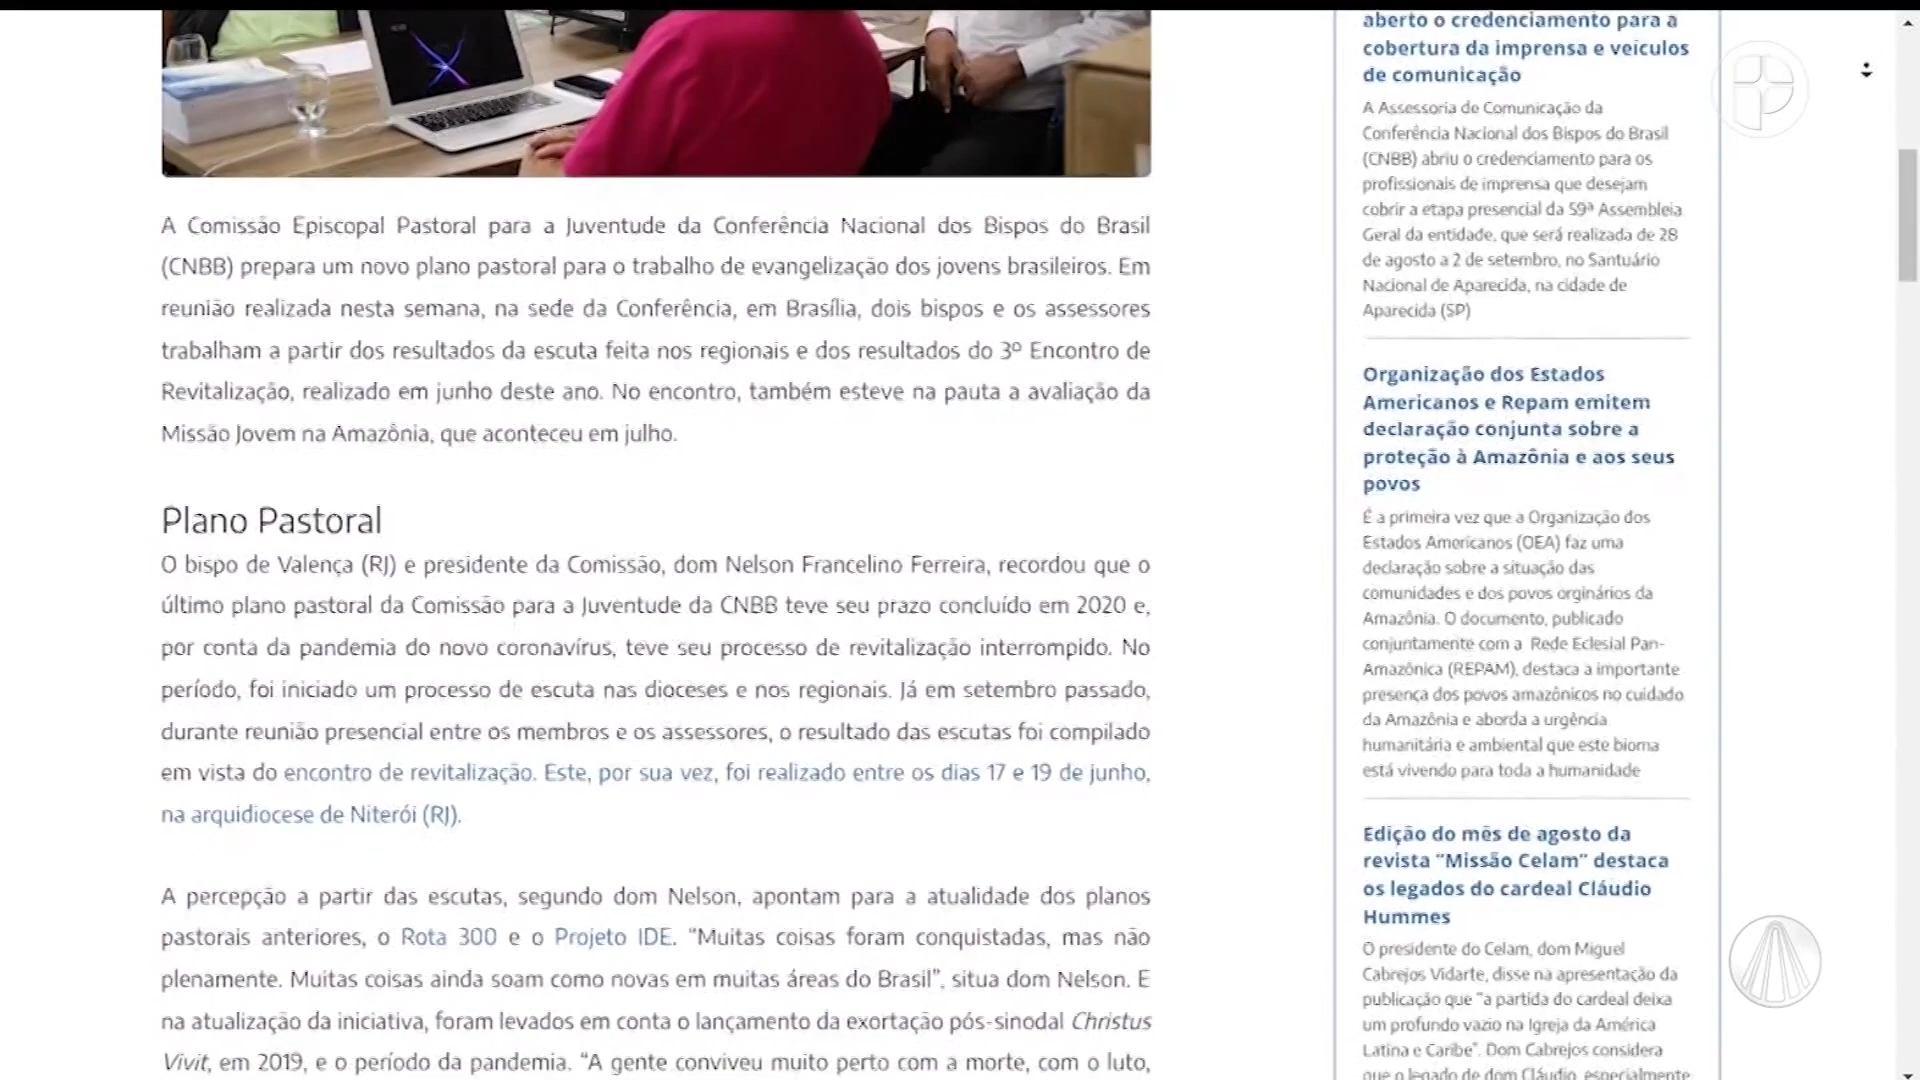 A Comissão Episcopal Pastoral para a Juventude da Conferência Nacional dos Bispos do Brasil
(CNBB) prepara um novo plano pastoral para o trabalho de evangelização dos jovens brasileiros. Em
reunião realizada nesta semana, na sede da Conferência, em Brasília, dois bispos e os assessores
trabalham a partir dos resultados da escuta feita nos regionais e dos resultados do 3º Encontro de
Revitalização, realizado em junho deste ano. No encontro, também esteve na pauta a avaliação da
Missão Jovem na Amazônia, que aconteceu em julho.
Plano Pastoral
O bispo de Valença (RJ) e presidente da Comissão, dom Nelson Francelino Ferreira, recordou que o
último plano pastoral da Comissão para a Juventude da CNBB teve seu prazo concluído em 2020 e,
por conta da pandemia do novo coronavírus, teve seu processo de revitalização interrompido. No
período, foi iniciado um processo de escuta nas dioceses e nos regionais. Já em setembro passado,
durante reunião presencial entre os membros e os assessores, o resultado das escutas foi compilado
em vista do encontro de revitalização. Este, por sua vez, foi realizado entre os dias 17 e 19 de junho,
na arquidiocese de Niterói (RJ).
A percepção a partir das escutas, segundo dom Nelson, apontam para a atualidade dos planos
pastorais anteriores, o Rota 300 e o Projeto IDE. “Muitas coisas foram conquistadas, mas não
plenamente. Muitas coisas ainda soam como novas em muitas áreas do Brasil”, situa dom Nelson. E
na atualização da iniciativa, foram levados em conta o lançamento da exortação pós-sinodal Christus
Vivit, em 2019, e o período da pandemia. “A gente conviveu muito perto com a morte, com o luto,
aberto o credenciamento para a
cobertura da imprensa e veículos
de comunicação
A Assessoria de Comunicação da
Conferência Nacional dos Bispos do Brasil
(CNBB) abriu o credenciamento para os
profissionais de imprensa que desejam
cobrir a etapa presencial da 59ª Assembleia
Geral da entidade, que será realizada de 28
de agosto a 2 de setembro, no Santuário
Nacional de Aparecida, na cidade de
Aparecida (SP)
Organização dos Estados
Americanos e Repam emitem
declaração conjunta sobre a
proteção à Amazônia e aos seus
povos
É a primeira vez que a Organização dos
Estados Americanos (OEA) faz uma
declaração sobre a situação das
comunidades e dos povos orginários da
Amazônia. O documento, publicado
conjuntamente com a Rede Eclesial Pan-
Amazônica (REPAM), destaca a importante
presença dos povos amazônicos no cuidado
da Amazônia e aborda a urgência
humanitária e ambiental que este bioma
está vivendo para toda a humanidade
Edição do mês de agosto da
revista “Missão Celam” destaca
os legados do cardeal Cláudio
Hummes
O presidente do Celam, dom Miguel
Cabrejos Vidarte, disse na apresentação da
publicação que “a partida do cardeal deixa
um profundo vazio na Igreja da América
Latina e Caribe”. Dom Cabrejos considera
que o legado de dom Cláudio, especialmente